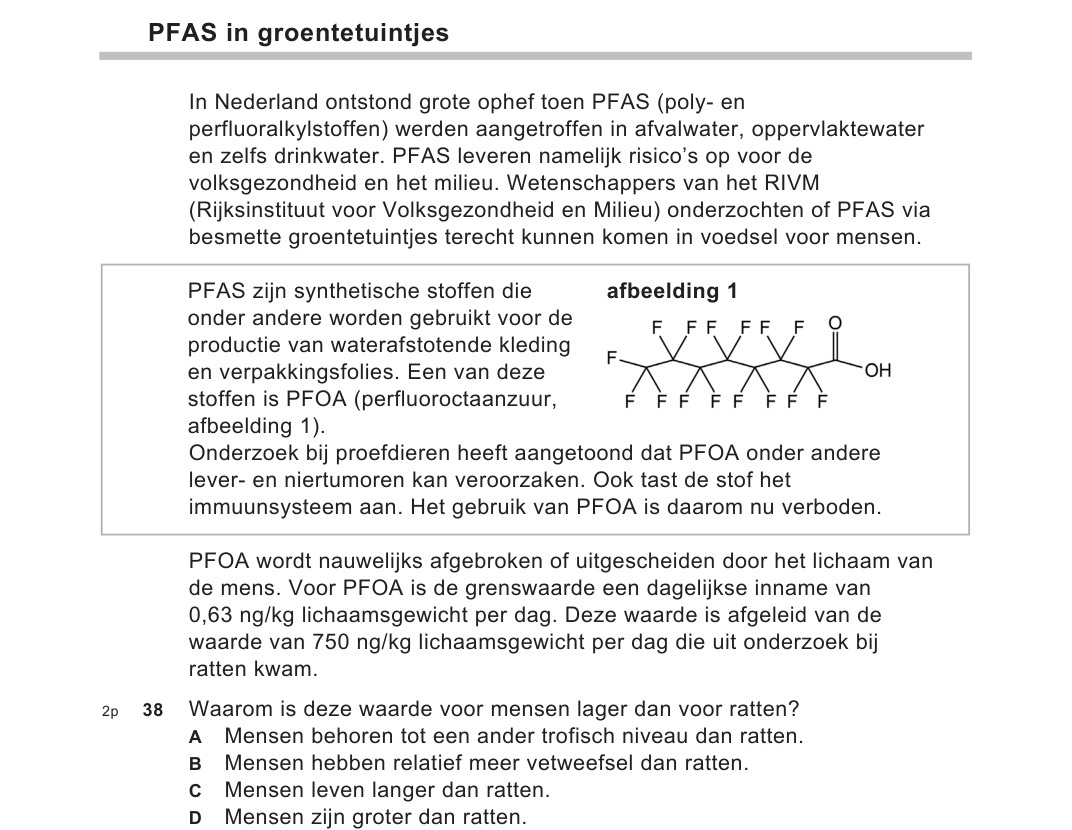 PFAS in groentetuintjes
In Nederland ontstond grote ophef toen PFAS (poly- en
perfluoralkylstoffen) werden aangetroffen in afvalwater, oppervlaktewater
en zelfs drinkwater. PFAS leveren namelijk risico's op voor de
volksgezondheid en het milieu. Wetenschappers van het RIVM
(Rijksinstituut voor Volksgezondheid en Milieu) onderzochten of PFAS via
besmette groentetuintjes terecht kunnen komen in voedsel voor mensen.
PFAS zijn synthetische stoffen die
onder andere worden gebruikt voor de
productie van waterafstotende kleding
en verpakkingsfolies. Een van deze
stoffen is PFOA (perfluoroctaanzuur,
afbeelding 1).
afbeelding 1
F F F F F F O
F
OH
F F F F F F F F
Onderzoek bij proefdieren heeft aangetoond dat PFOA onder andere
lever- en niertumoren kan veroorzaken. Ook tast de stof het
immuunsysteem aan. Het gebruik van PFOA is daarom nu verboden.
PFOA wordt nauwelijks afgebroken of uitgescheiden door het lichaam van
de mens. Voor PFOA is de grenswaarde een dagelijkse inname van
0,63 ng/kg lichaamsgewicht per dag. Deze waarde is afgeleid van de
waarde van 750 ng/kg lichaamsgewicht per dag die uit onderzoek bij
ratten kwam.
2p 38 Waarom is deze waarde voor mensen lager dan voor ratten?
A Mensen behoren tot een ander trofisch niveau dan ratten.
B Mensen hebben relatief meer vetweefsel dan ratten.
C Mensen leven langer dan ratten.
D Mensen zijn groter dan ratten.